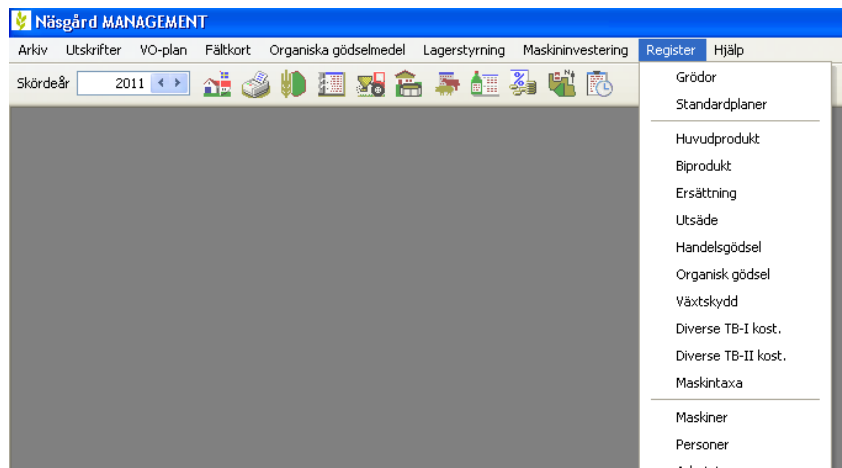 Näsgård MANAGEMENT
Arkiv Utskrifter VO-plan Fältkort Organiska gödselmedel Lagerstyrning Maskininvestering Register Hjälp
Skördeår 2011
Grödor
Standardplaner
Huvudprodukt
Biprodukt
Ersättning
Utsäde
Handelsgödsel
Organisk gödsel
Växtskydd
Diverse TB-I kost.
Diverse TB-II kost.
Maskintaxa
Maskiner
Personer